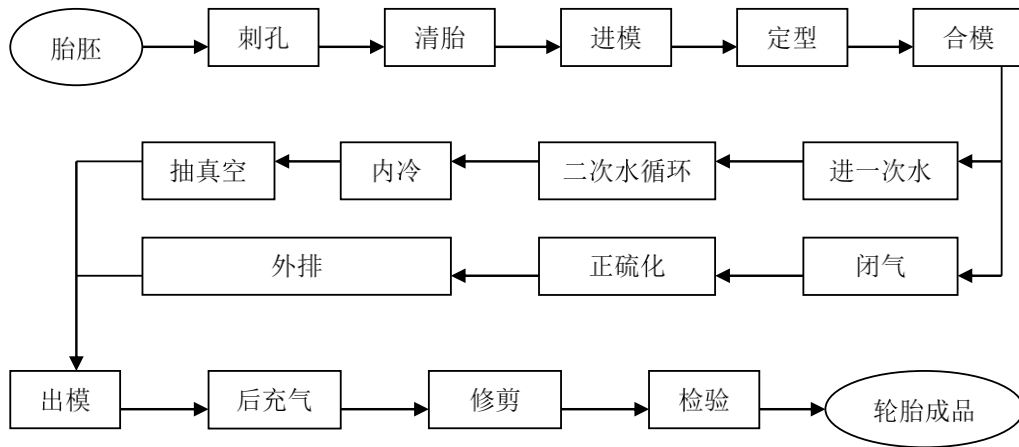 胎胚
刺孔
清胎
进模
定型
合模
抽真空
内冷
二次水循环
进一次水
外排
正硫化
闭气
出模
后充气
修剪
检验
轮胎成品